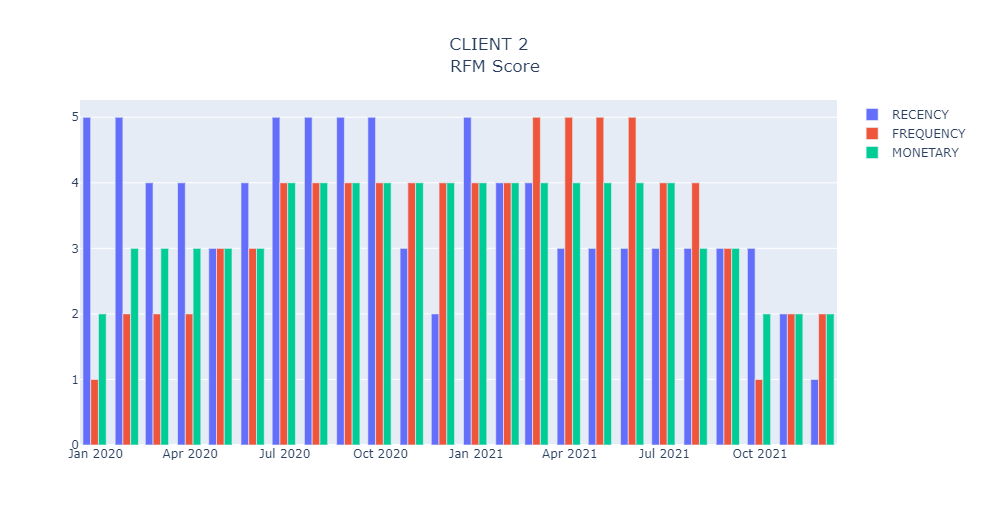 CLIENT 2
RFM Score
RECENCY
FREQUENCY
MONETARY
5
4
3
2
1
0
Jan 2020 Apr 2020 Jul 2020 Oct 2020 Jan 2021 Apr 2021 Jul 2021 Oct 2021